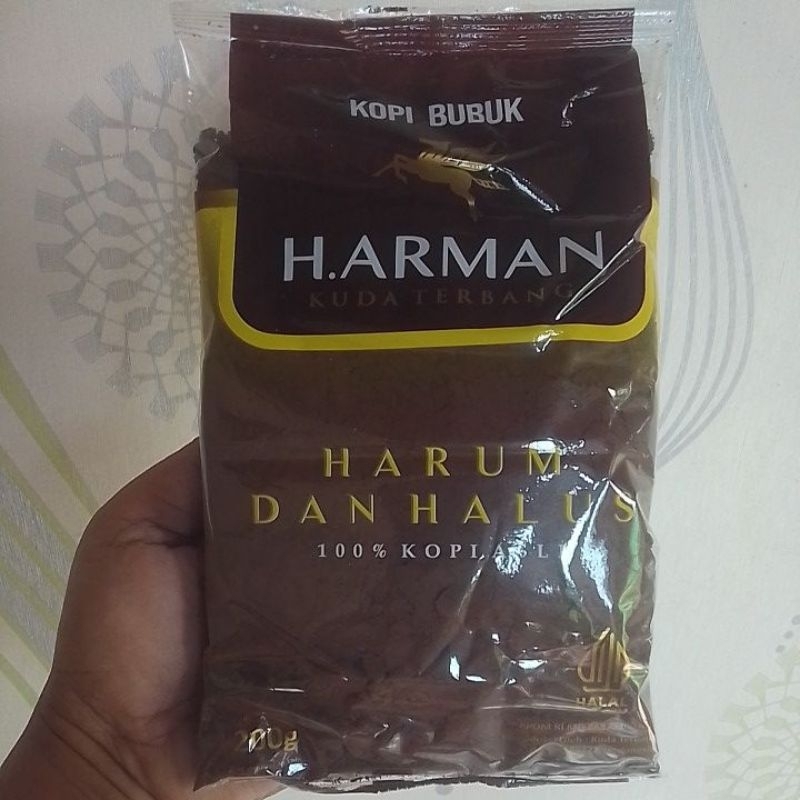 KOPI BUBUK
H.ARMAN
KUDA TERBANG
HARUM
DAN HALUS
100% KOPI ASLI
HALAL
200g